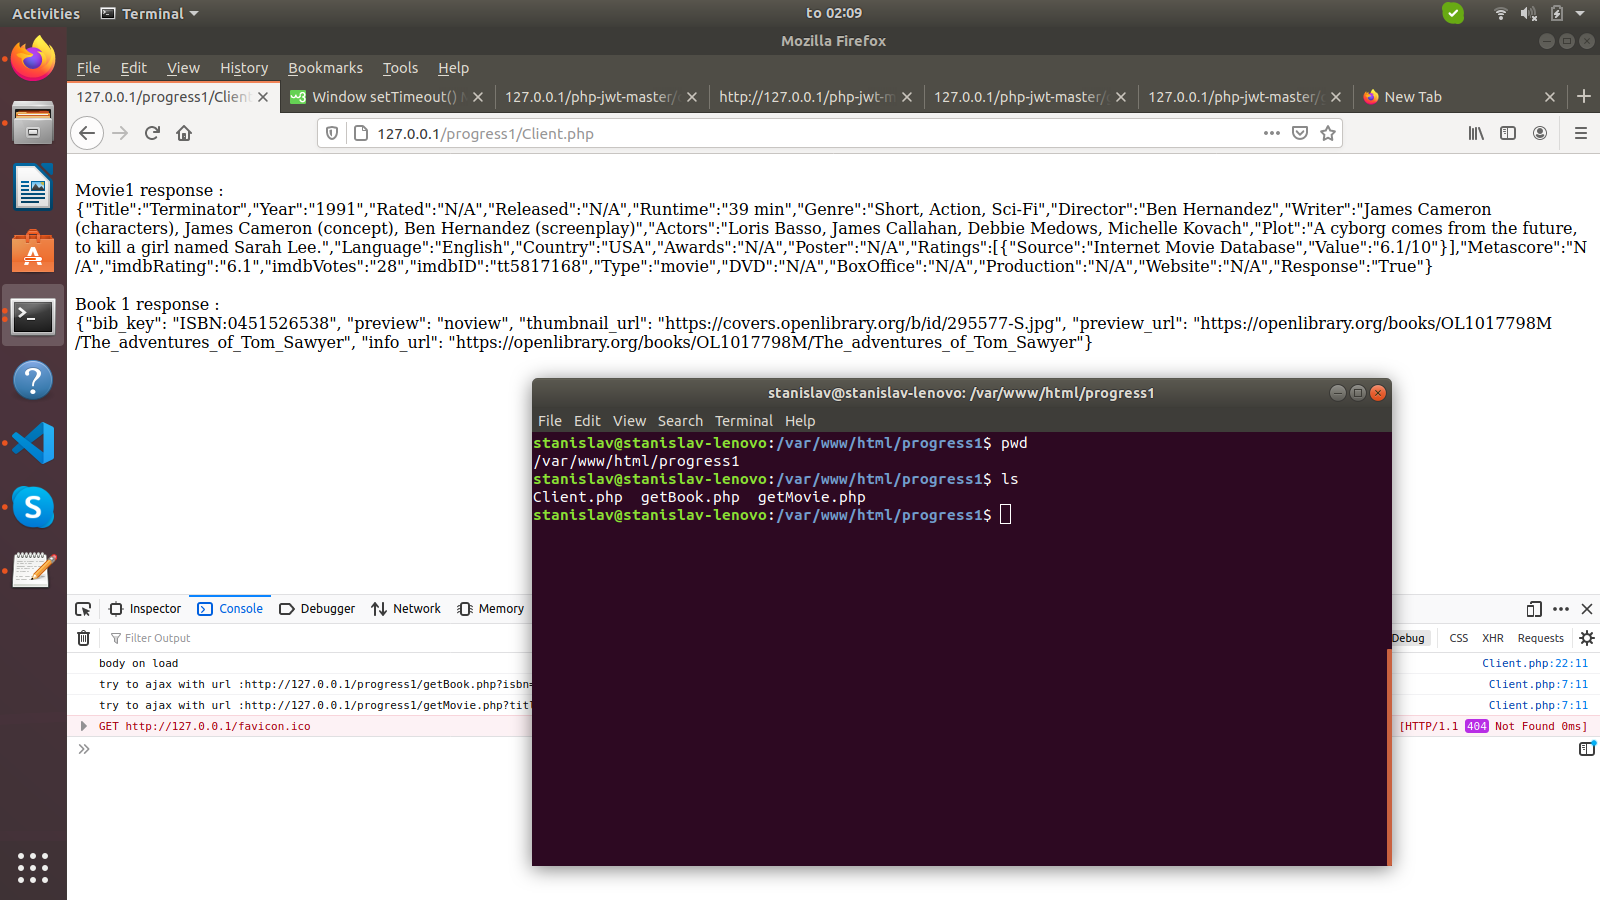 Activities Terminal to 02:09
Mozilla Firefox
File Edit View History Bookmarks Tools Help
127.0.0.1/progress1/Clien Window setTimeout() 127.0.0.1/php-jwt-master/ http://127.0.0.1/php-jwt-m 127.0.0.1/php-jwt-master/ 127.0.0.1/php-jwt-master/ New Tab
127.0.0.1/progress1/Client.php
Movie1 response :
{"Title":"Terminator","Year":"1991","Rated":"N/A","Released":"N/A","Runtime":"39 min","Genre":"Short, Action, Sci-Fi","Director":"Ben Hernandez","Writer":"James Cameron
(characters), James Cameron (concept), Ben Hernandez (screenplay)","Actors":"Loris Basso, James Callahan, Debbie Medows, Michelle Kovach","Plot":"A cyborg comes from the future,
to kill a girl named Sarah Lee.","Language":"English","Country":"USA","Awards":"N/A","Poster":"N/A","Ratings":[{"Source":"Internet Movie Database","Value":"6.1/10"}],"Metascore":"N
/A","imdbRating":"6.1","imdbVotes":"28","imdbID":"tt5817168","Type":"movie","DVD":"N/A","BoxOffice":"N/A","Production":"N/A","Website":"N/A","Response":"True"}
Book 1 response :
{"bib_key": "ISBN:0451526538", "preview": "noview", "thumbnail_url": "https://covers.openlibrary.org/b/id/295577-S.jpg", "preview_url": "https://openlibrary.org/books/OL1017798M
/The_adventures_of_Tom_Sawyer", "info_url": "https://openlibrary.org/books/OL1017798M/The_adventures_of_Tom_Sawyer"}
stanislav@stanislav-lenovo: /var/www/html/progress1
File Edit View Search Terminal Help
stanislav@stanislav-lenovo:/var/www/html/progress1$ pwd
/var/www/html/progress1
stanislav@stanislav-lenovo:/var/www/html/progress1$ ls
Client.php getBook.php getMovie.php
stanislav@stanislav-lenovo:/var/www/html/progress1$
Inspector Console Debugger Network Memory
Filter Output Debug CSS XHR Requests
body on load Client.php:22:11
try to ajax with url :http://127.0.0.1/progress1/getBook.php?isbn= Client.php:7:11
try to ajax with url :http://127.0.0.1/progress1/getMovie.php?titl Client.php:7:11
GET http://127.0.0.1/favicon.ico [HTTP/1.1 404 Not Found 0ms]